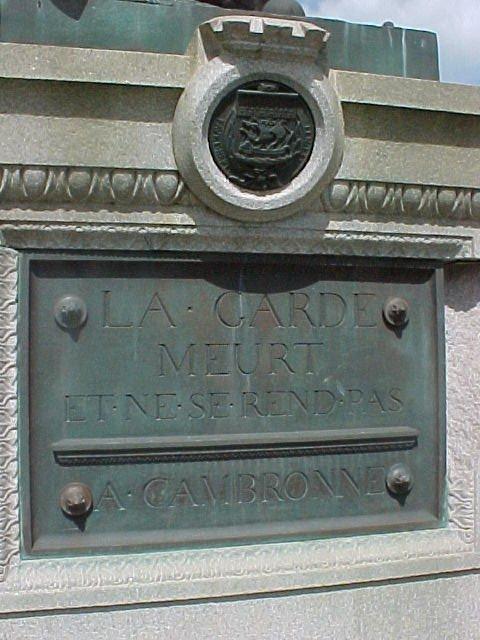 LA · GARDE
MEURT
ET·NE·SE·REND·PAS
A·CAMBRONNE